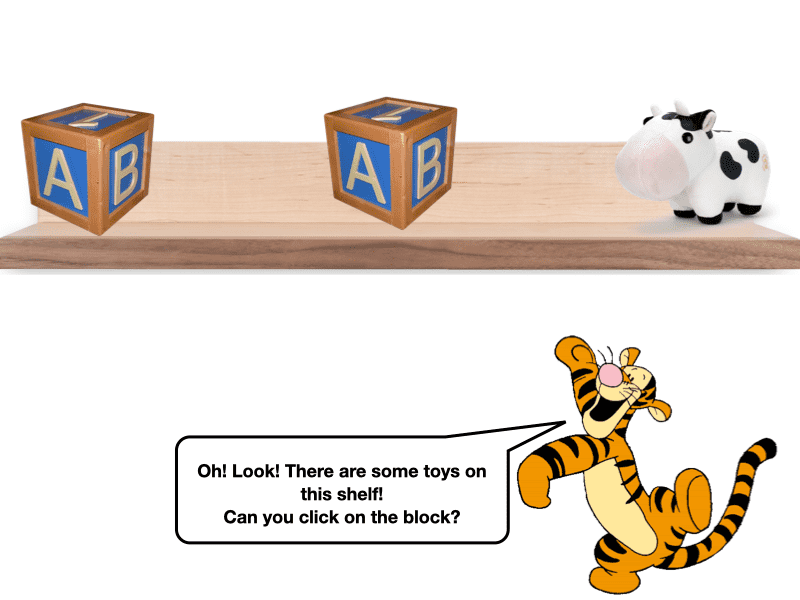 A B
A B
Oh! Look! There are some toys on
this shelf!
Can you click on the block?